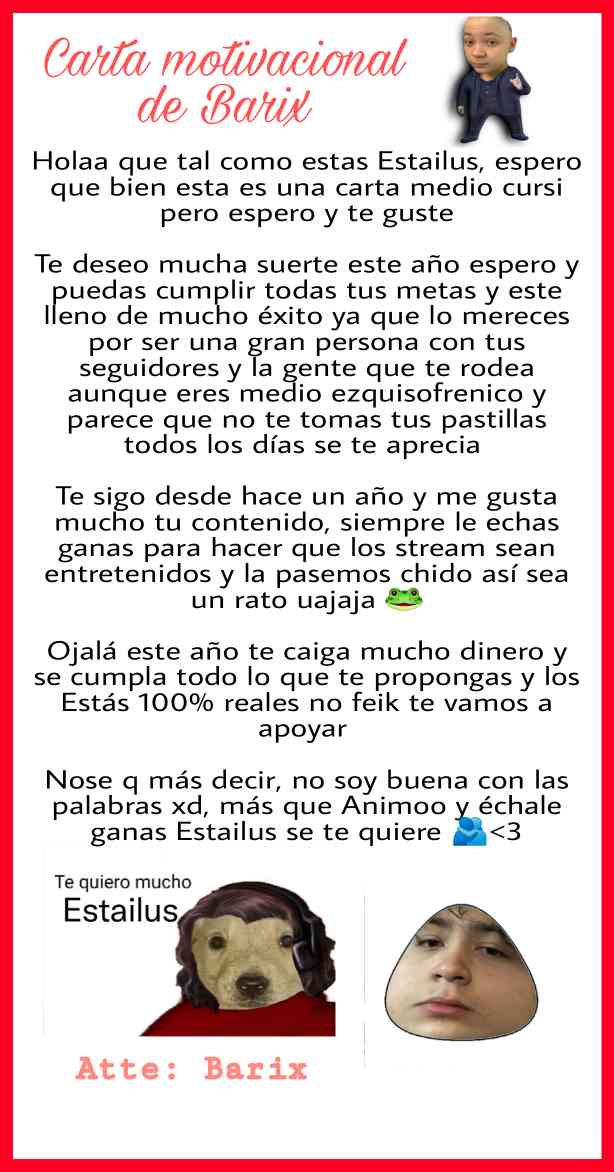 Carta motivacional
de Barix
Holaa que tal como estas Estailus, espero
que bien esta es una carta medio cursi
pero espero y te guste
Te deseo mucha suerte este año espero y
puedas cumplir todas tus metas y este
lleno de mucho éxito ya que lo mereces
por ser una gran persona con tus
seguidores y la gente que te rodea
aunque eres medio ezquisofrenico y
parece que no te tomas tus pastillas
todos los días se te aprecia
Te sigo desde hace un año y me gusta
mucho tu contenido, siempre le echas
ganas para hacer que los stream sean
entretenidos y la pasemos chido así sea
un rato uajaja 🐸
Ojalá este año te caiga mucho dinero y
se cumpla todo lo que te propongas y los
Estás 100% reales no feik te vamos a
apoyar
Nose q más decir, no soy buena con las
palabras xd, más que Animoo y échale
ganas Estailus se te quiere 🫂<3
Te quiero mucho
Estailus
Atte: Barix